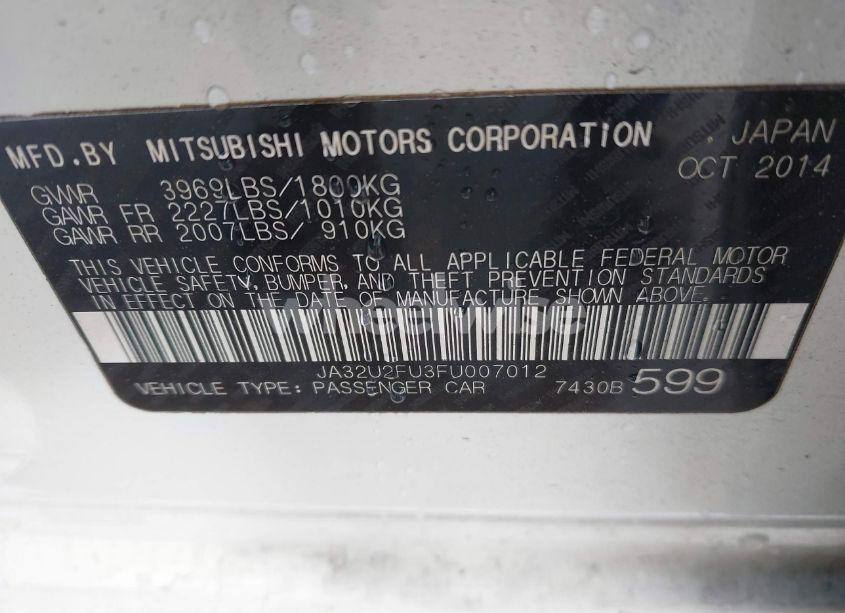 MFD.BY MITSUBISHI MOTORS CORPORATION JAPAN
OCT 2014
GWWR 3969LBS/1800KG
GAWR FR 2227LBS/1010KG
GAWR RR 2007LBS/ 910KG
THIS VEHICLE CONFORMS TO ALL APPLICABLE FEDERAL MOTOR
VEHICLE SAFETY, BUMPER, AND THEFT PREVENTION STANDARDS
IN EFFECT ON THE DATE OF MANUFACTURE SHOWN ABOVE.
JA32U2FU3FU007012
VEHICLE TYPE: PASSENGER CAR 7430B 599